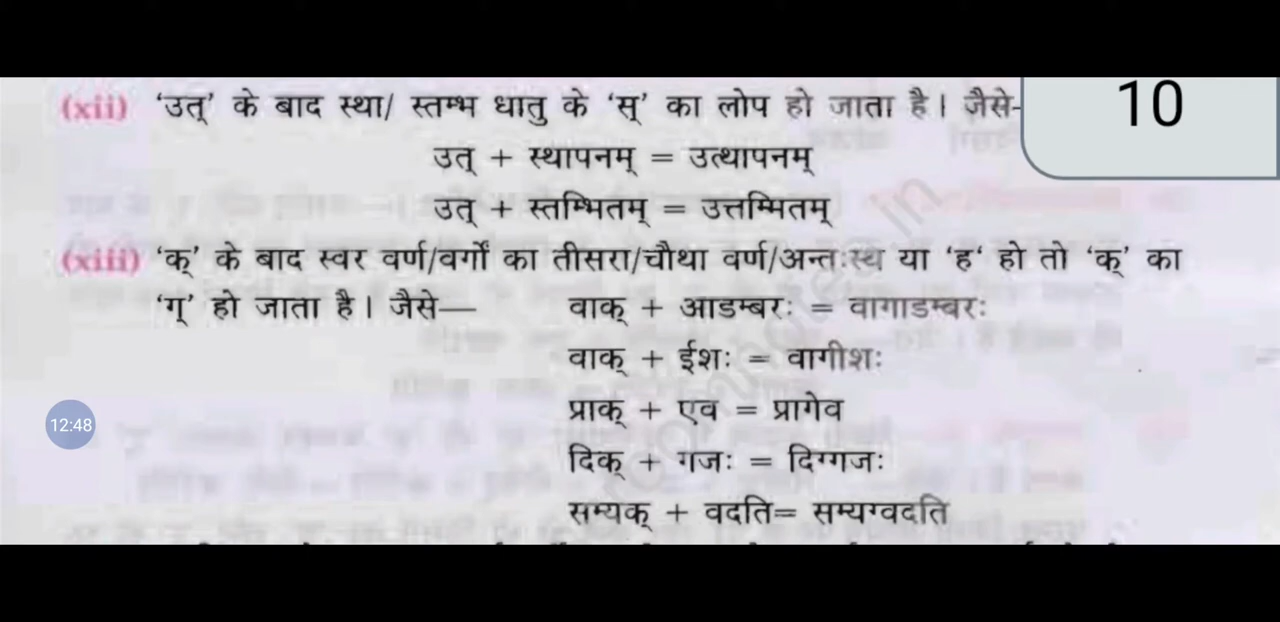 (xii) 'उत्' के बाद स्था/ स्तम्भ धातु के 'स्' का लोप हो जाता है। जैसे-
10
उत् + स्थापनम् = उत्थापनम्
उत् + स्तम्भितम् = उत्तम्भितम्
(xiii) 'क्' के बाद स्वर वर्ण/वर्गों का तीसरा/चौथा वर्ण/अन्तःस्थ या 'ह' हो तो 'क्' का
'ग्' हो जाता है। जैसे— वाक् + आडम्बरः = वागाडम्बरः
वाक् + ईशः = वागीशः
प्राक् + एव = प्रागेव
12:48
दिक् + गजः = दिग्गजः
सम्यक् + वदति= सम्यग्वदति